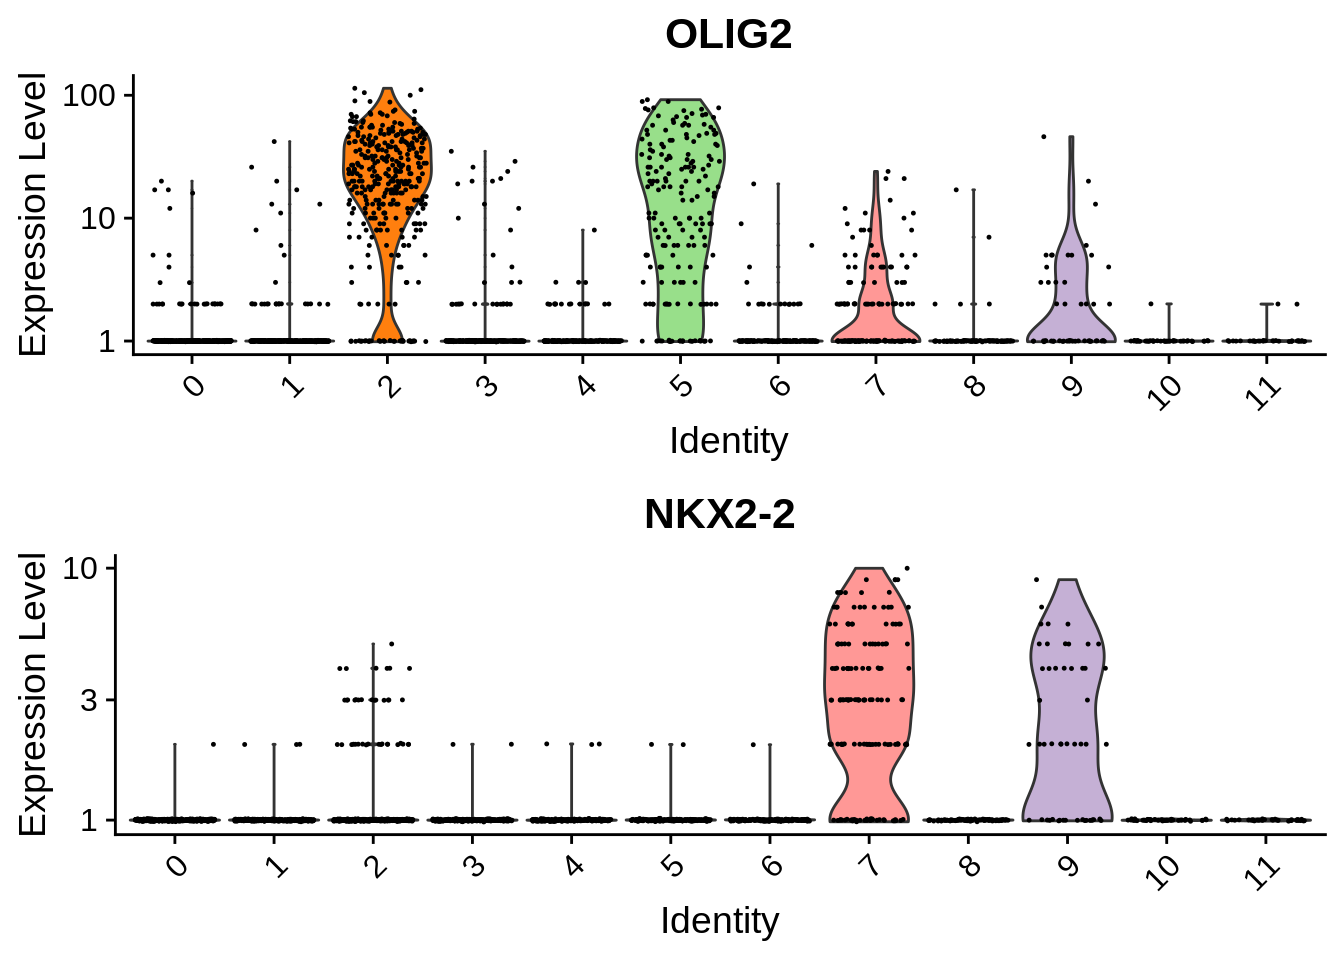 OLIG2
Expression Level
100
10
1
0 1 2 3 4 5 6 7 8 9 10 11
Identity
NKX2-2
Expression Level
10
3
1
0 1 2 3 4 5 6 7 8 9 10 11
Identity